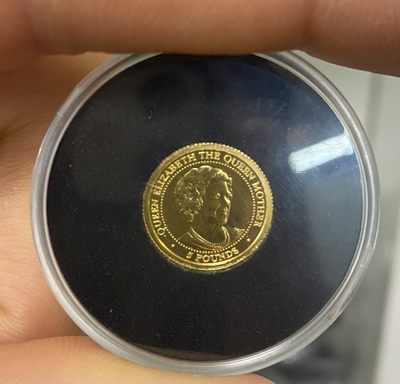 QUEEN ELIZABETH THE QUEEN MOTHER
• 5 POUNDS •